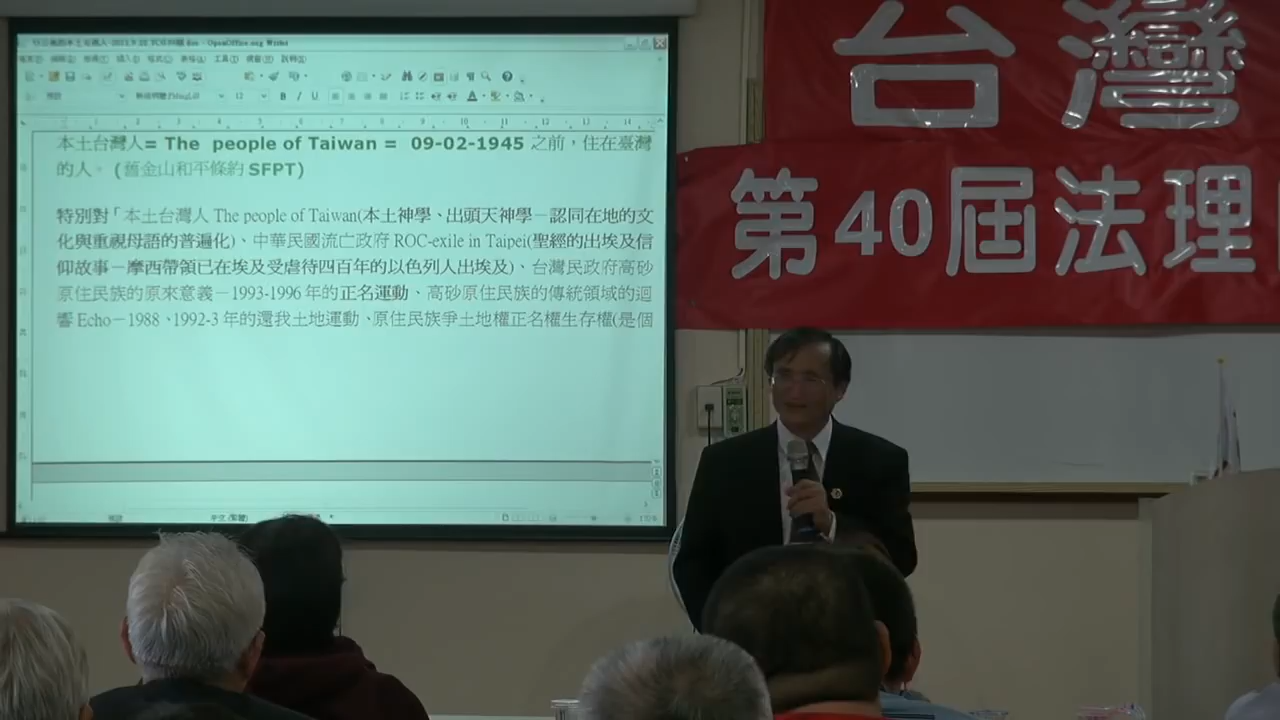 OpenOffice.org Writer
12
B I U
本土台灣人= The people of Taiwan = 09-02-1945 之前，住在臺灣
的人。 (舊金山和平條約 SFPT)
特別對「本土台灣人 The people of Taiwan(本土神學、出頭天神學－認同在地的文
化與重視母語的普遍化)、中華民國流亡政府 ROC-exile in Taipei(聖經的出埃及信
仰故事－摩西帶領已在埃及受虐待四百年的以色列人出埃及)、台灣民政府高砂
原住民族的原來意義－1993-1996 年的正名運動、高砂原住民族的傳統領域的迴
響 Echo－1988、1992-3 年的還我土地運動、原住民族爭土地權正名權生存權(是個
台灣
第40屆法理